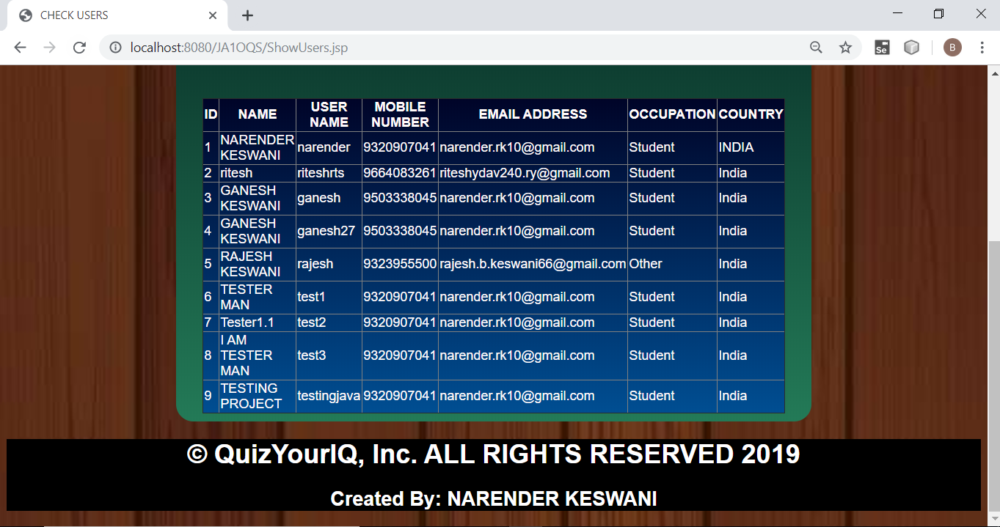 CHECK USERS
localhost:8080/JA1OQS/ShowUsers.jsp
Se
B
ID NAME USER NAME MOBILE NUMBER EMAIL ADDRESS OCCUPATION COUNTRY
1 NARENDER KESWANI narender 9320907041 narender.rk10@gmail.com Student INDIA
2 ritesh riteshrts 9664083261 riteshydav240.ry@gmail.com Student India
3 GANESH KESWANI ganesh 9503338045 narender.rk10@gmail.com Student India
4 GANESH KESWANI ganesh27 9503338045 narender.rk10@gmail.com Student India
5 RAJESH KESWANI rajesh 9323955500 rajesh.b.keswani66@gmail.com Other India
6 TESTER MAN test1 9320907041 narender.rk10@gmail.com Student India
7 Tester1.1 test2 9320907041 narender.rk10@gmail.com Student India
8 I AM TESTER MAN test3 9320907041 narender.rk10@gmail.com Student India
9 TESTING PROJECT testingjava 9320907041 narender.rk10@gmail.com Student India
© QuizYourIQ, Inc. ALL RIGHTS RESERVED 2019
Created By: NARENDER KESWANI